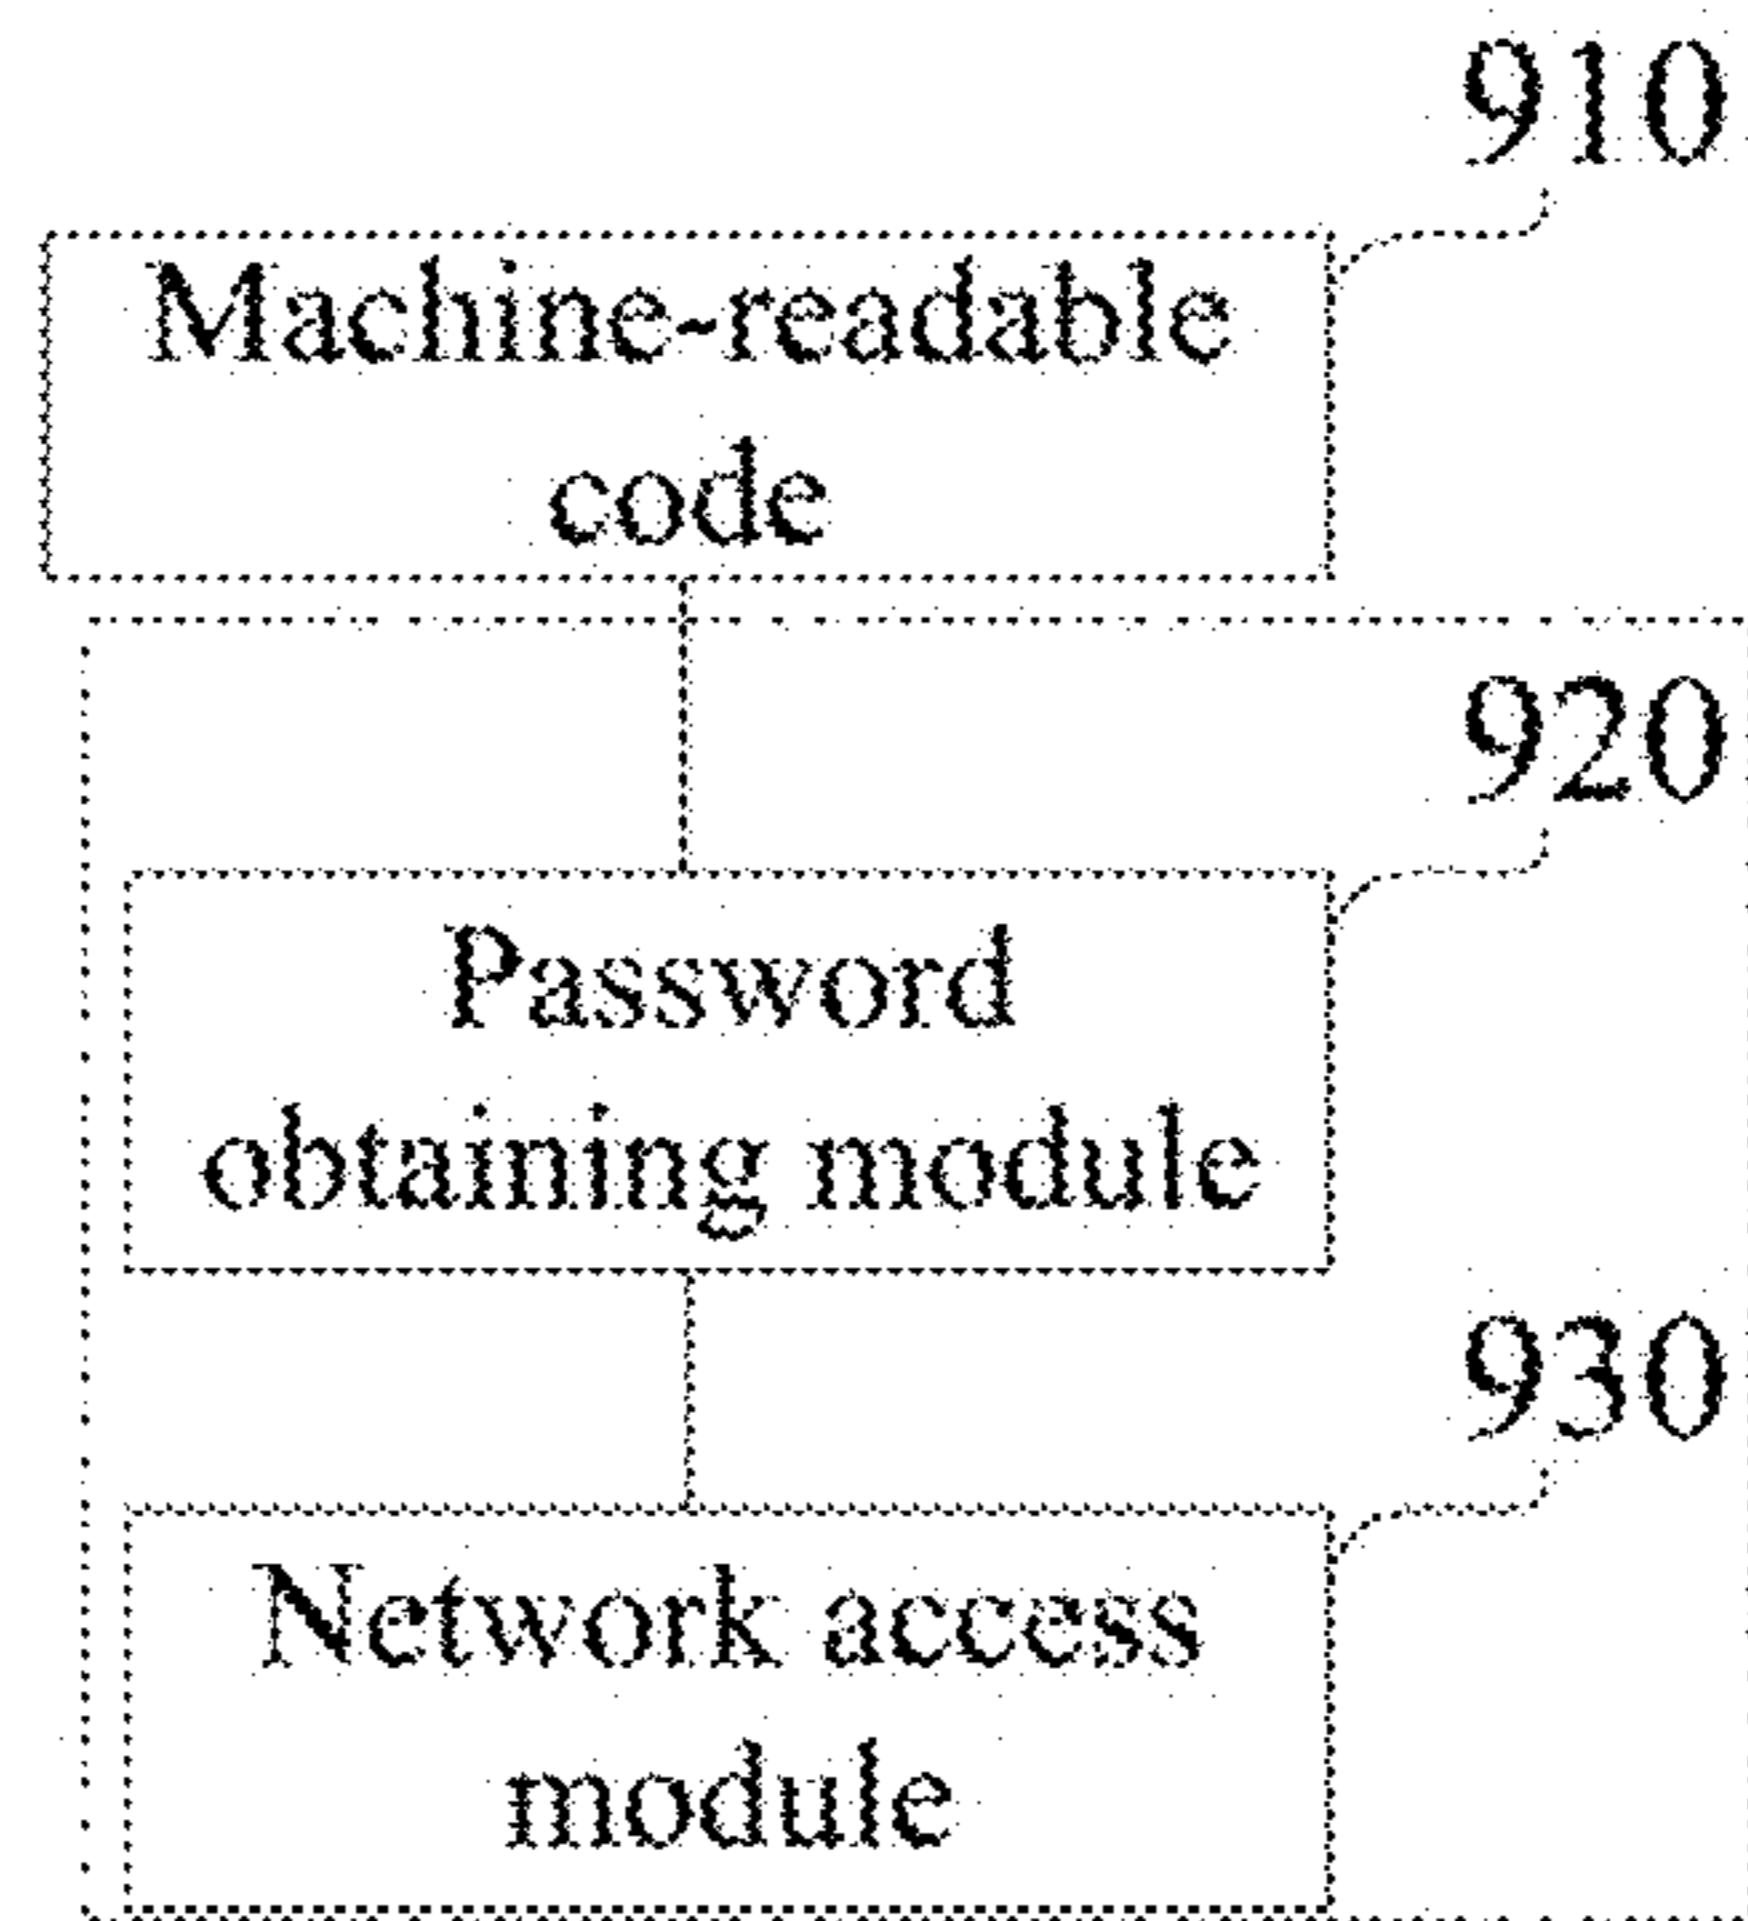 910
Machine-readable
code
920
Password
obtaining module
930
Network access
module